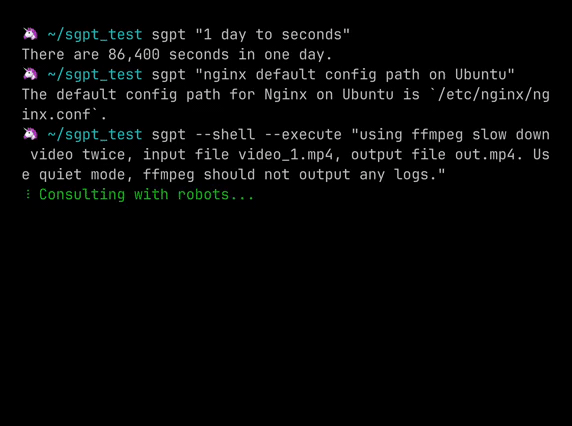 🦄 ~/sgpt_test sgpt "1 day to seconds"
There are 86,400 seconds in one day.
🦄 ~/sgpt_test sgpt "nginx default config path on Ubuntu"
The default config path for Nginx on Ubuntu is `/etc/nginx/ng
inx.conf`.
🦄 ~/sgpt_test sgpt --shell --execute "using ffmpeg slow down
 video twice, input file video_1.mp4, output file out.mp4. Us
e quiet mode, ffmpeg should not output any logs."
⠸ Consulting with robots...